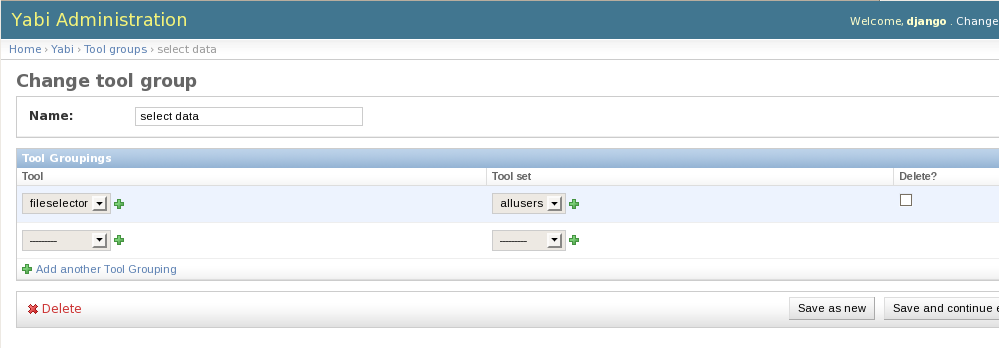 Yabi Administration
Welcome, django . Change
Home › Yabi › Tool groups › select data
Change tool group
Name: select data
Tool Groupings
Tool Tool set Delete?
fileselector allusers
--------- ---------
Add another Tool Grouping
Delete Save as new Save and continue e